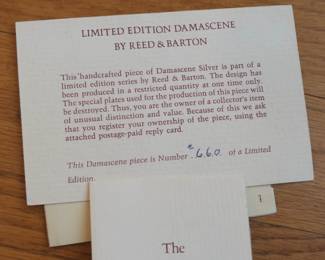 LIMITED EDITION DAMASCENE
BY REED & BARTON
This handcrafted piece of Damascene Silver is part of a
limited edition series by Reed & Barton. The design has
been produced in a restricted quantity at one time only.
The special plates used for the production of this piece will
be destroyed. Thus, you are the owner of a collector's item
of unusual distinction and value. Because of this we ask
that you register your ownership of the piece, using the
attached postage-paid reply card.
This Damascene piece is Number 660 of a Limited
Edition.
The